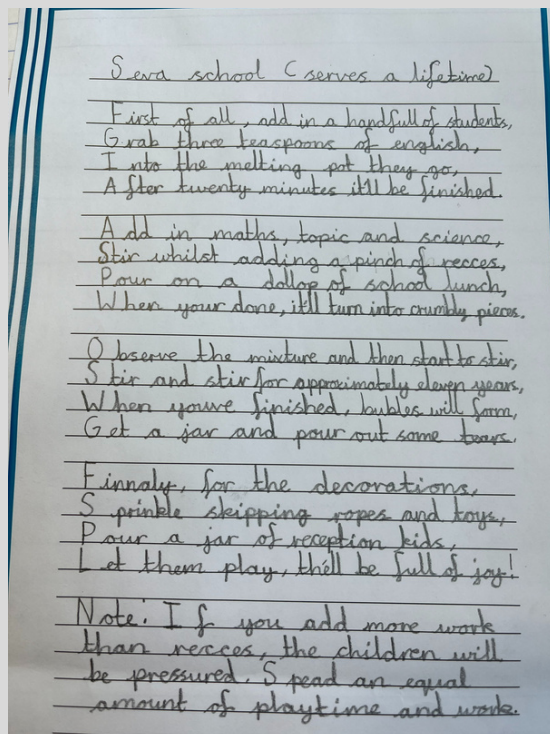 Seva school (serves a lifetime)
First of all, add in a handfull of students,
Grab three teaspoons of english,
Into the melting pot they go,
After twenty minutes it'll be finished.
Add in maths, topic and science,
Stir whilst adding a pinch of recces,
Pour on a dollop of school lunch,
When your done, it'll turn into crumbly pieces.
Observe the mixture and then start to stir,
Stir and stir for approximately eleven years,
When youve finished, bubles will form,
Get a jar and pour out some tears.
Finnaly, for the decorations,
Sprinkle skipping ropes and toys,
Pour a jar of reception kids,
Let them play, the'll be full of joy!
Note: If you add more work
than recces, the children will
be pressured. Spead an equal
amount of playtime and work.